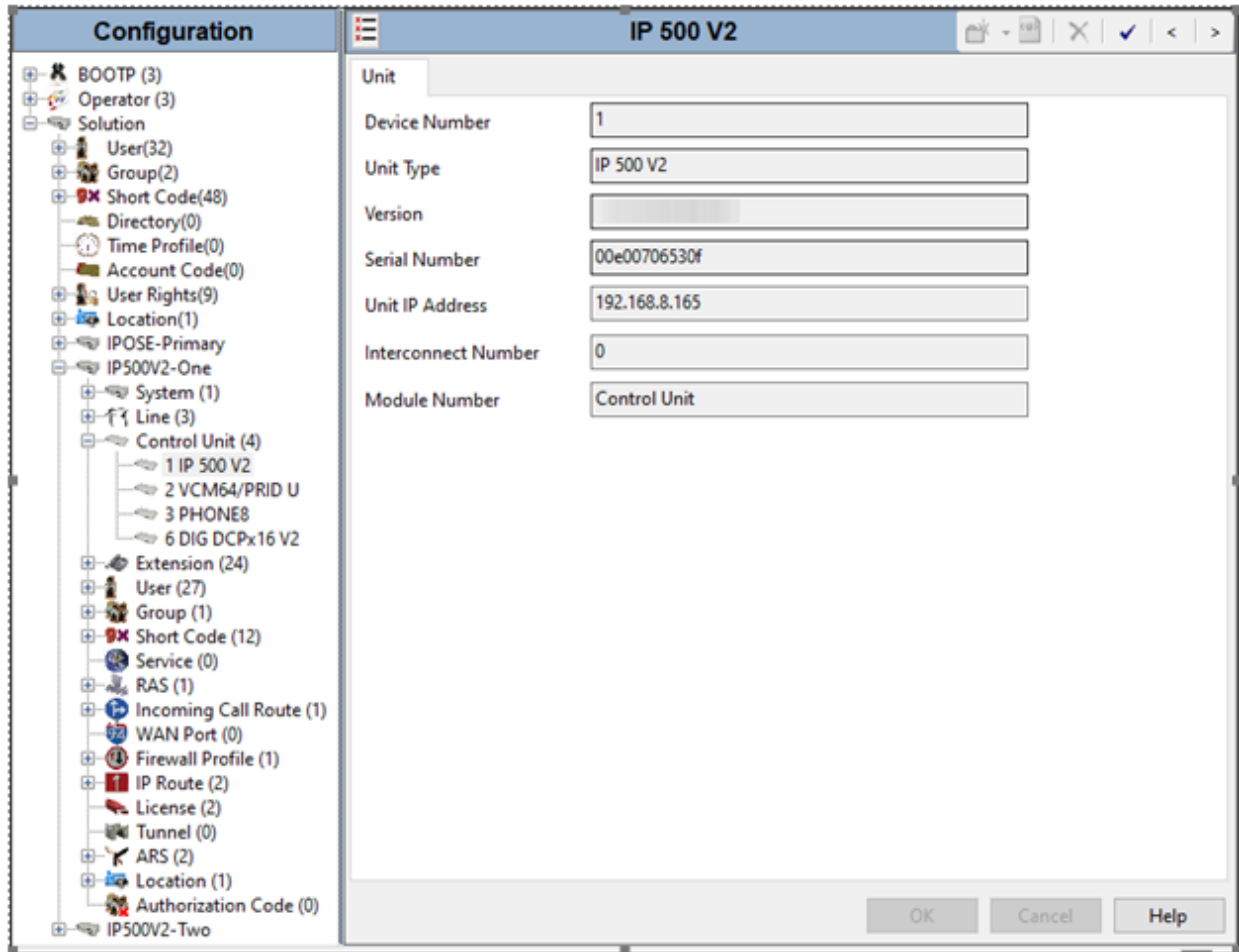 Configuration
BOOTP (3)
Operator (3)
Solution
User(32)
Group(2)
Short Code(48)
Directory(0)
Time Profile(0)
Account Code(0)
User Rights(9)
Location(1)
IPOSE-Primary
IP500V2-One
System (1)
Line (3)
Control Unit (4)
1 IP 500 V2
2 VCM64/PRID U
3 PHONE8
6 DIG DCPx16 V2
Extension (24)
User (27)
Group (1)
Short Code (12)
Service (0)
RAS (1)
Incoming Call Route (1)
WAN Port (0)
Firewall Profile (1)
IP Route (2)
License (2)
Tunnel (0)
ARS (2)
Location (1)
Authorization Code (0)
IP500V2-Two
IP 500 V2
Unit
Device Number 1
Unit Type IP 500 V2
Version
Serial Number 00e00706530f
Unit IP Address 192.168.8.165
Interconnect Number 0
Module Number Control Unit
OK Cancel Help